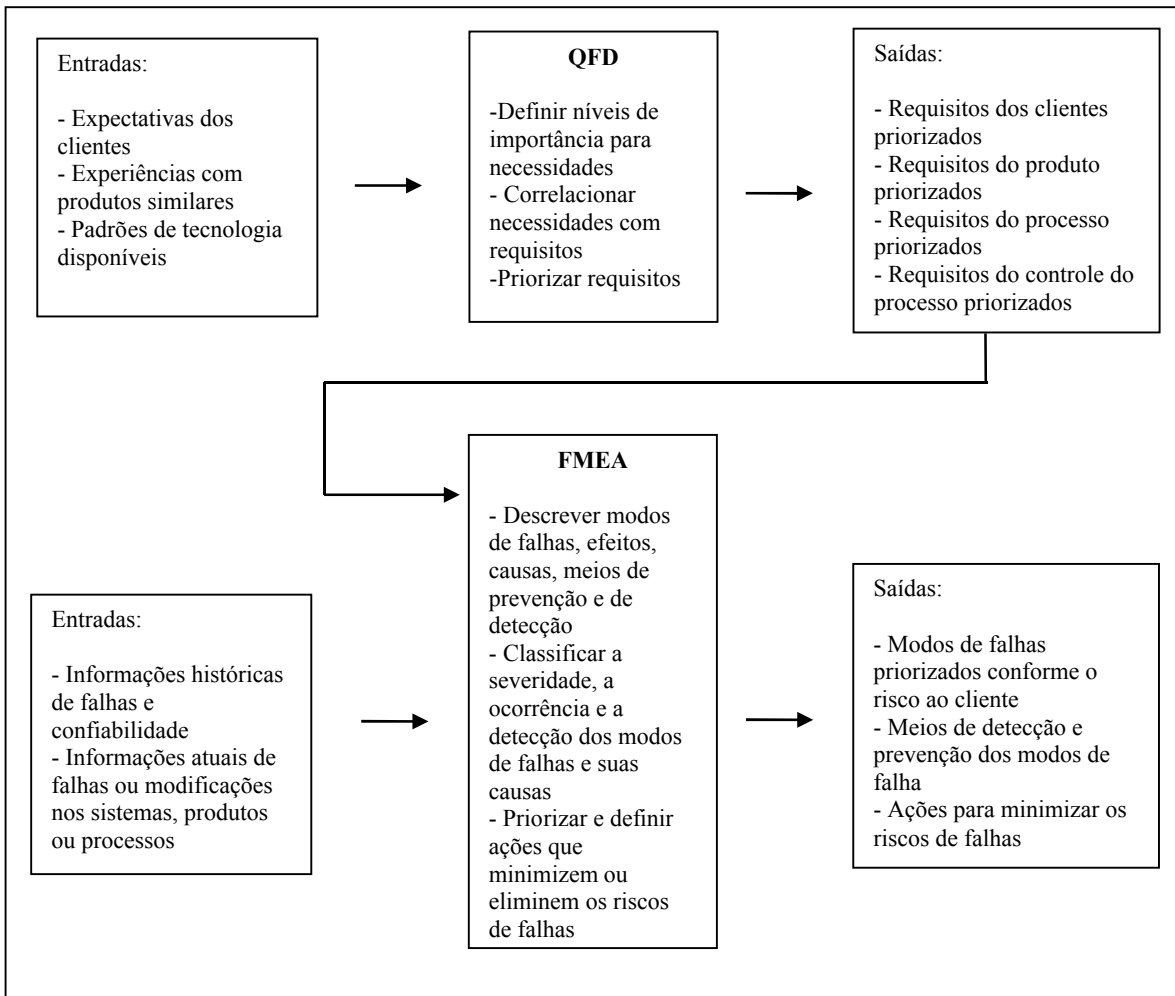 Entradas:
- Expectativas dos
clientes
- Experiências com
produtos similares
- Padrões de tecnologia
disponíveis
QFD
-Definir níveis de
importância para
necessidades
- Correlacionar
necessidades com
requisitos
-Priorizar requisitos
Saídas:
- Requisitos dos clientes
priorizados
- Requisitos do produto
priorizados
- Requisitos do processo
priorizados
- Requisitos do controle do
processo priorizados
Entradas:
- Informações históricas
de falhas e
confiabilidade
- Informações atuais de
falhas ou modificações
nos sistemas, produtos
ou processos
FMEA
- Descrever modos
de falhas, efeitos,
causas, meios de
prevenção e de
detecção
- Classificar a
severidade, a
ocorrência e a
detecção dos modos
de falhas e suas
causas
- Priorizar e definir
ações que
minimizem ou
eliminem os riscos
de falhas
Saídas:
- Modos de falhas
priorizados conforme o
risco ao cliente
- Meios de detecção e
prevenção dos modos de
falha
- Ações para minimizar os
riscos de falhas